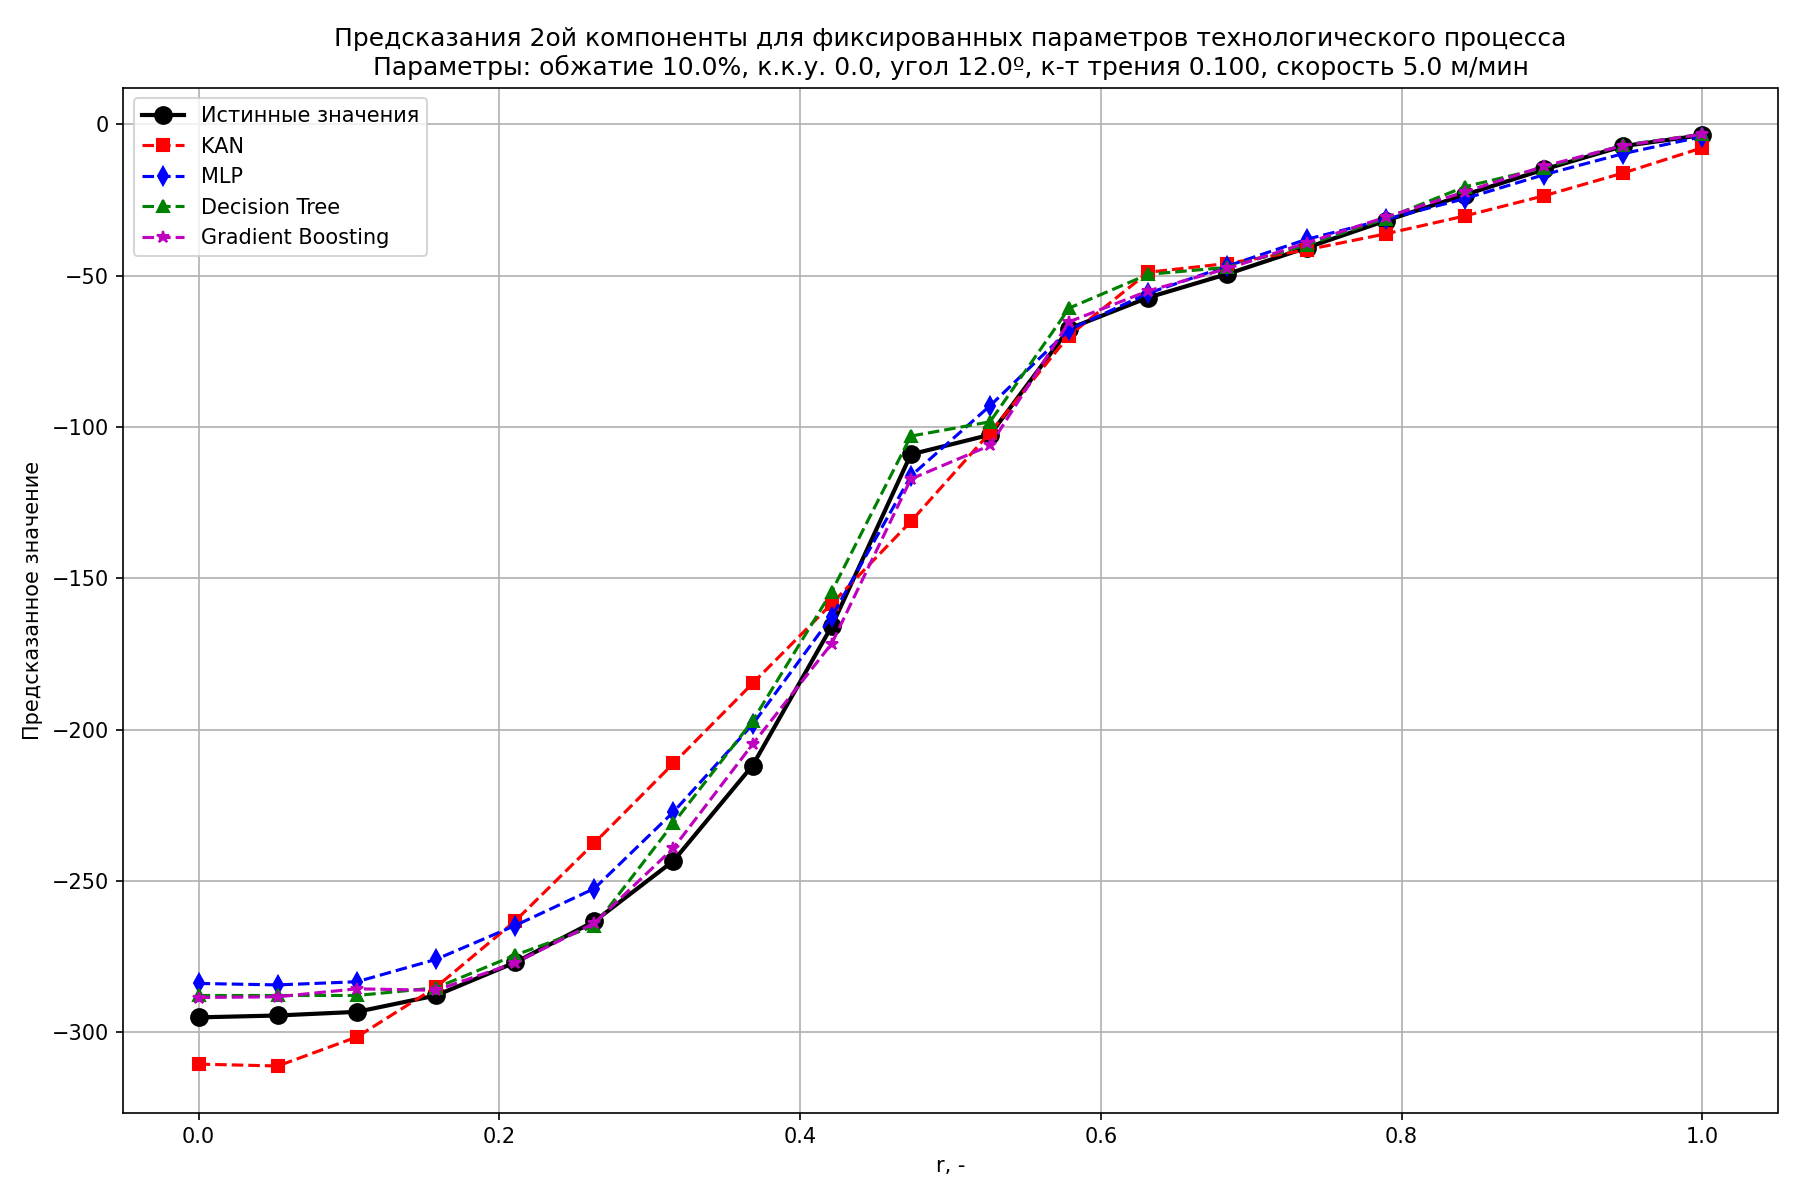 Предсказания 2ой компоненты для фиксированных параметров технологического процесса
Параметры: обжатие 10.0%, к.к.у. 0.0, угол 12.0º, к-т трения 0.100, скорость 5.0 м/мин
Истинные значения
KAN
MLP
Decision Tree
Gradient Boosting
Предсказанное значение
0
−50
−100
−150
−200
−250
−300
0.0
0.2
0.4
0.6
0.8
1.0
r, -